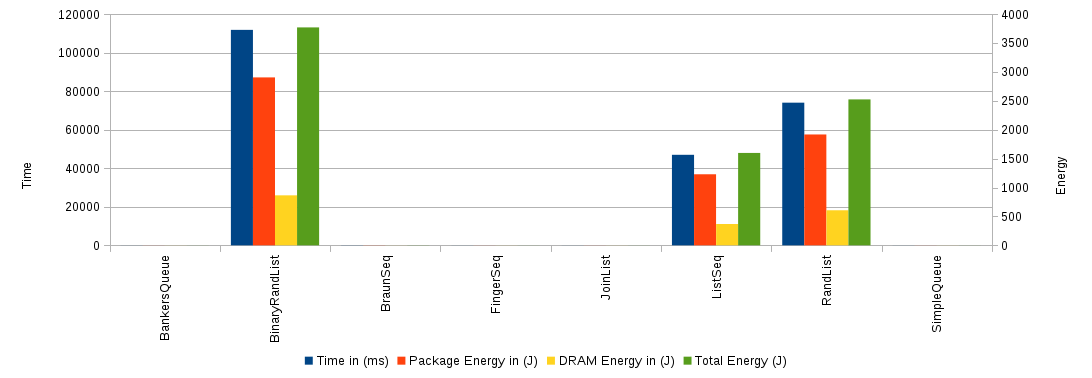 120000
100000
80000
60000
40000
20000
0
Time
4000
3500
3000
2500
2000
1500
1000
500
0
Energy
BankersQueue
BinaryRandList
BraunSeq
FingerSeq
JoinList
ListSeq
RandList
SimpleQueue
Time in (ms) Package Energy in (J) DRAM Energy in (J) Total Energy (J)